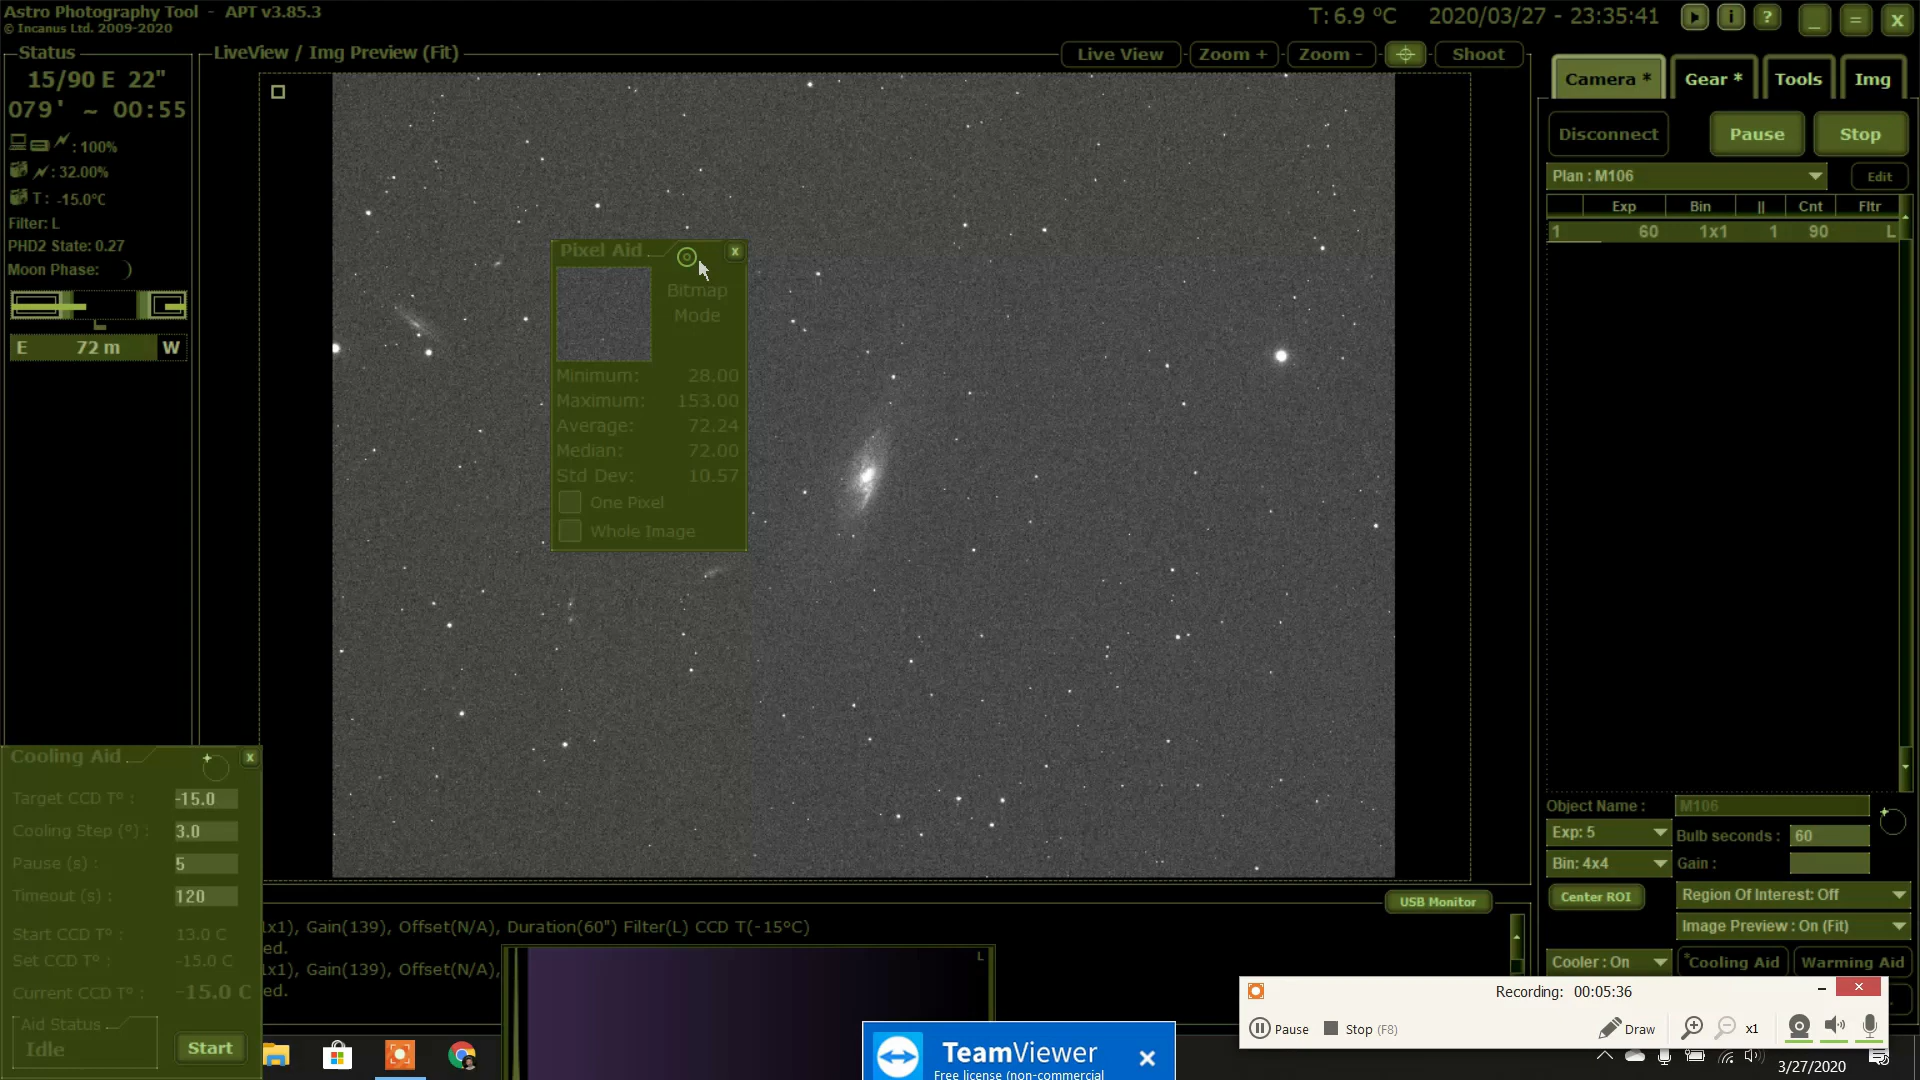 Astro Photography Tool - APT v3.85.3
© Incanus Ltd. 2009-2020
T: 6.9 °C 2020/03/27 - 23:35:41
Status
15/90 E 22"
079' ~ 00:55
: 100%
: 32.00%
T : -15.0°C
Filter: L
PHD2 State: 0.27
Moon Phase:
E 72 m W
LiveView / Img Preview (Fit)
Live View Zoom + Zoom - Shoot
Camera * Gear * Tools Img
Disconnect Pause Stop
Plan : M106 Edit
Exp Bin || Cnt Fltr
1 60 1x1 1 90 L
Pixel Aid x
Bitmap
Mode
Minimum: 28.00
Maximum: 153.00
Average: 72.24
Median: 72.00
Std Dev: 10.57
One Pixel
Whole Image
Cooling Aid x
Target CCD T° : -15.0
Cooling Step (°) : 3.0
Pause (s) : 5
Timeout (s) : 120
Start CCD T° : 13.0 C
Set CCD T° : -15.0 C
Current CCD T° : -15.0 C
Aid Status
Idle
Start
Object Name : M106
Exp: 5 Bulb seconds : 60
Bin: 4x4 Gain :
Center ROI Region Of Interest: Off
Image Preview : On (Fit)
Cooler : On *Cooling Aid Warming Aid
USB Monitor
1x1), Gain(139), Offset(N/A), Duration(60") Filter(L) CCD T(-15°C)
ed.
1x1), Gain(139), Offset(N/A),
ed.
L
Recording: 00:05:36
Pause Stop (F8) Draw x1
TeamViewer
Free license (non-commercial
3/27/2020